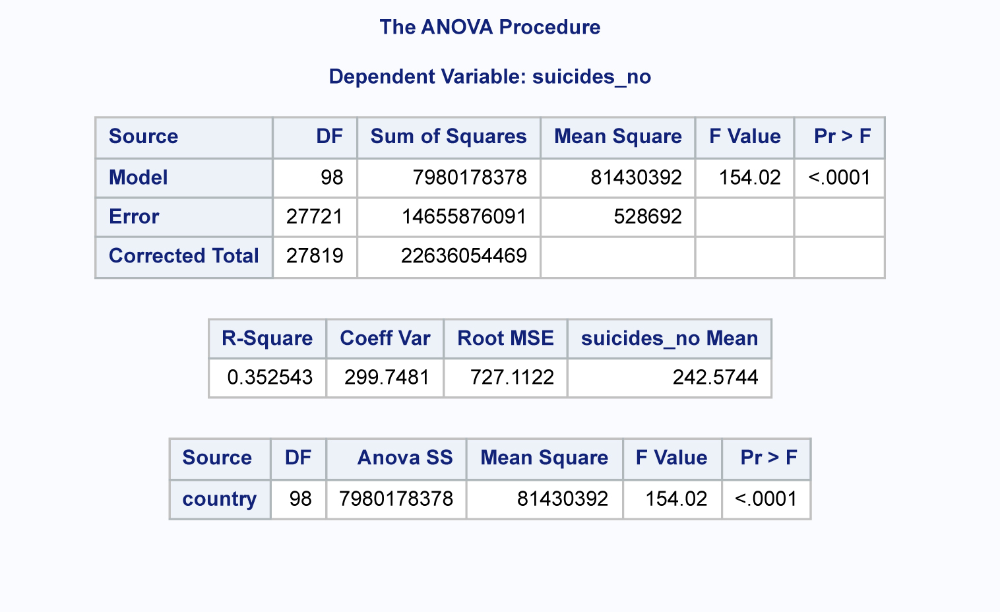 The ANOVA Procedure
Dependent Variable: suicides_no
Source DF Sum of Squares Mean Square F Value Pr > F
Model 98 7980178378 81430392 154.02 <.0001
Error 27721 14655876091 528692
Corrected Total 27819 22636054469
R-Square Coeff Var Root MSE suicides_no Mean
0.352543 299.7481 727.1122 242.5744
Source DF Anova SS Mean Square F Value Pr > F
country 98 7980178378 81430392 154.02 <.0001